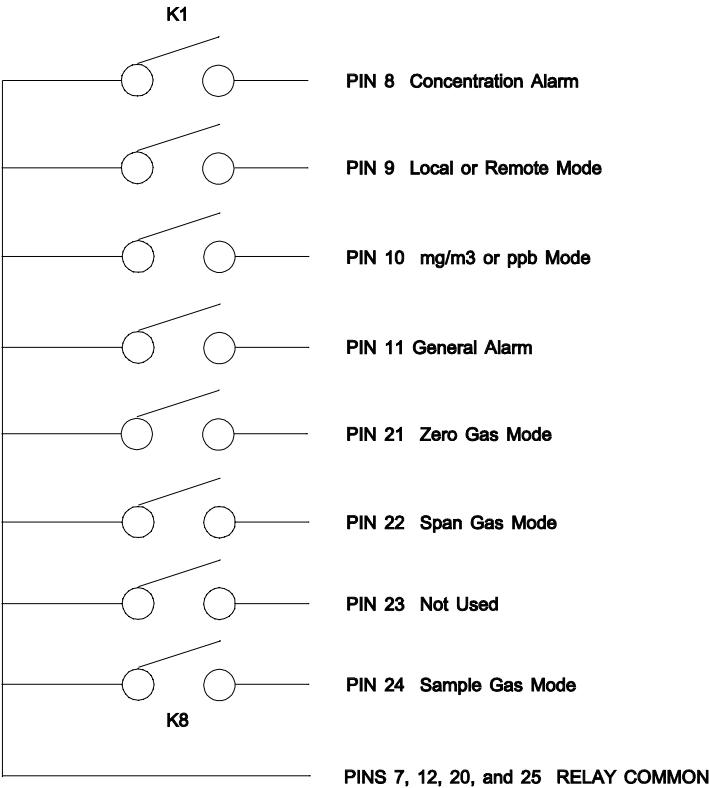 K1
PIN 8 Concentration Alarm
PIN 9 Local or Remote Mode
PIN 10 mg/m3 or ppb Mode
PIN 11 General Alarm
PIN 21 Zero Gas Mode
PIN 22 Span Gas Mode
PIN 23 Not Used
PIN 24 Sample Gas Mode
K8
PINS 7, 12, 20, and 25 RELAY COMMON